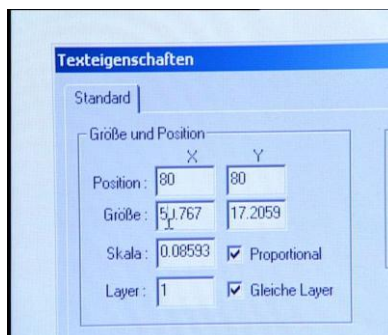 Texteigenschaften
Standard
Größe und Position
X Y
Position : 80 80
Größe : 17.2059
Skala : 0.08593 Proportional
Layer : 1 Gleiche Layer